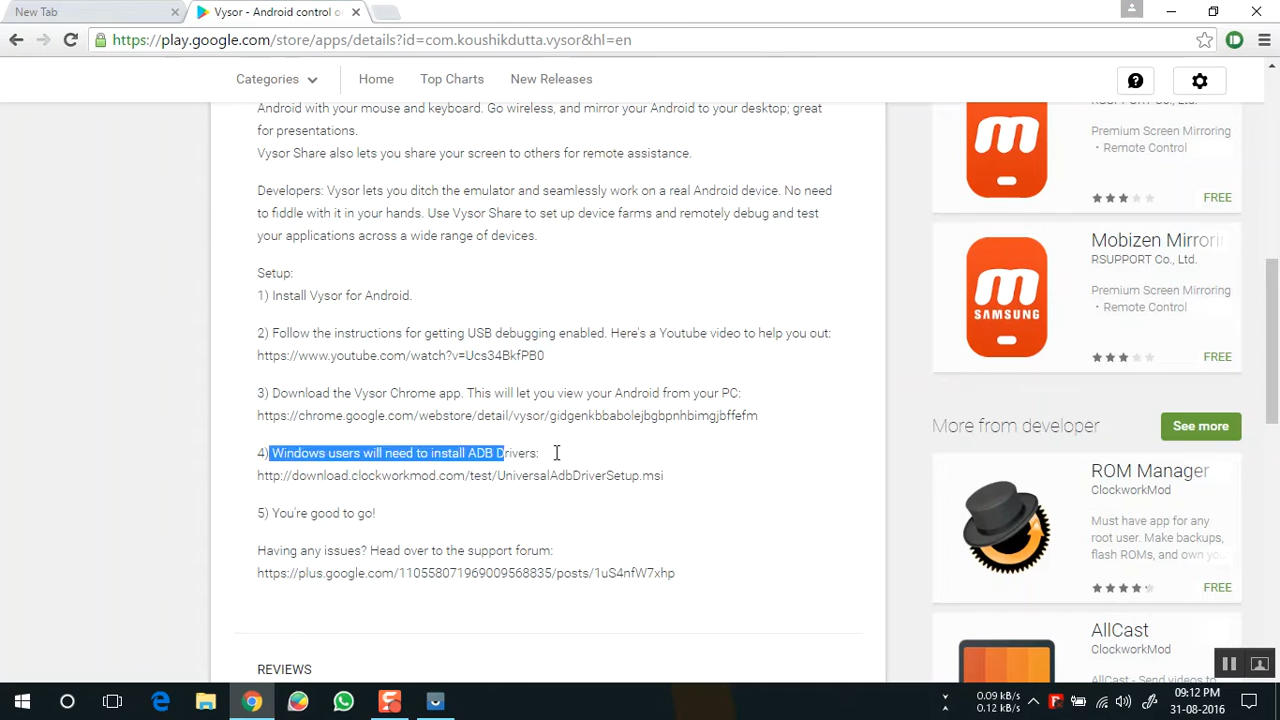 New Tab
Vysor - Android control o
https://play.google.com/store/apps/details?id=com.koushikdutta.vysor&hl=en
Categories
Home
Top Charts
New Releases
Android with your mouse and keyboard. Go wireless, and mirror your Android to your desktop; great
for presentations.
Vysor Share also lets you share your screen to others for remote assistance.
Developers: Vysor lets you ditch the emulator and seamlessly work on a real Android device. No need
to fiddle with it in your hands. Use Vysor Share to set up device farms and remotely debug and test
your applications across a wide range of devices.
Setup:
1) Install Vysor for Android.
2) Follow the instructions for getting USB debugging enabled. Here's a Youtube video to help you out:
https://www.youtube.com/watch?v=Ucs34BkfPB0
3) Download the Vysor Chrome app. This will let you view your Android from your PC:
https://chrome.google.com/webstore/detail/vysor/gidgenkbbabolejbgbpnhbimgjbffefm
4) Windows users will need to install ADB Drivers:
http://download.clockworkmod.com/test/UniversalAdbDriverSetup.msi
5) You're good to go!
Having any issues? Head over to the support forum:
https://plus.google.com/110558071969009568835/posts/1uS4nfW7xhp
REVIEWS
RSUPPORT Co., Ltd.
Premium Screen Mirroring
・Remote Control
FREE
Mobizen Mirrorin
RSUPPORT Co., Ltd.
Premium Screen Mirroring
・Remote Control
FREE
m
m
SAMSUNG
More from developer
See more
ROM Manager
ClockworkMod
Must have app for any
root user. Make backups,
flash ROMs, and own yo
FREE
AllCast
ClockworkMod
AllCast - Send videos to
0.09 kB/s
0.12 kB/s
09:12 PM
31-08-2016